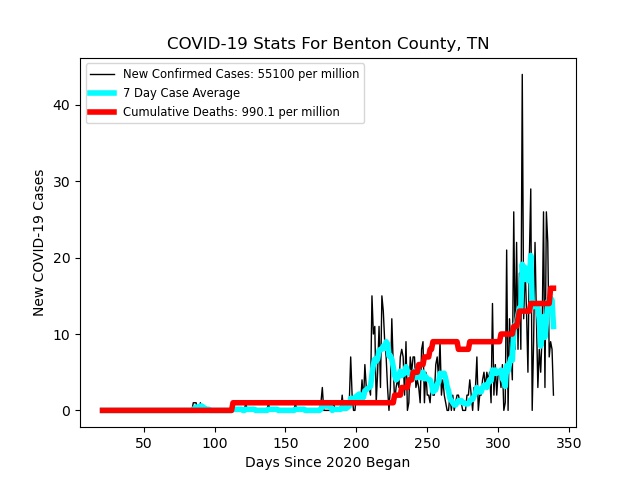 COVID-19 Stats For Benton County, TN
New Confirmed Cases: 55100 per million
7 Day Case Average
Cumulative Deaths: 990.1 per million
New COVID-19 Cases
40
30
20
10
0
50
100
150
200
250
300
350
Days Since 2020 Began